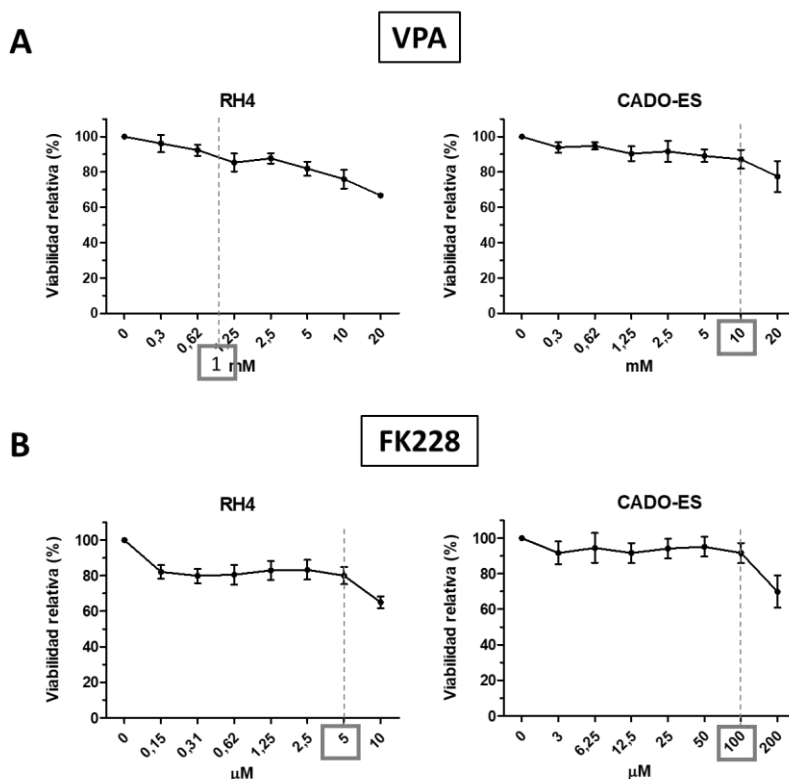 A
VPA
RH4
Viabilidad relativa (%)
100
80
60
40
20
0
0 0,3 0,62 1,25 2,5 5 10 20
1
mM
CADO-ES
Viabilidad relativa (%)
100
80
60
40
20
0
0 0,3 0,62 1,25 2,5 5 10 20
mM
B
FK228
RH4
Viabilidad relativa (%)
100
80
60
40
20
0
0 0,15 0,31 0,62 1,25 2,5 5 10
μM
CADO-ES
Viabilidad relativa (%)
100
80
60
40
20
0
0 3 6,25 12,5 25 50 100 200
μM